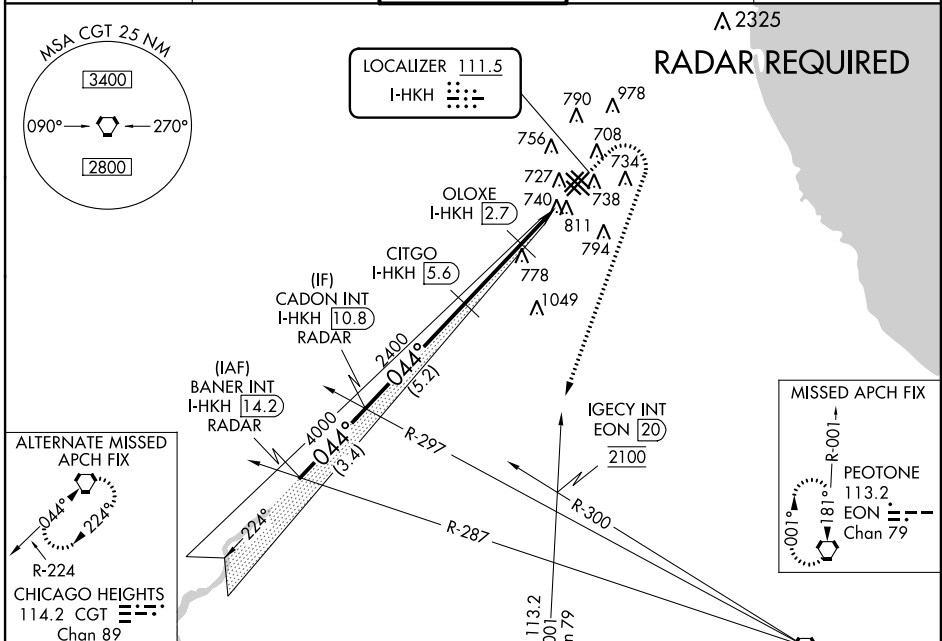 MSA CGT 25 NM
3400
090°
270°
2800
LOCALIZER 111.5
I-HKH
2325
RADAR REQUIRED
790
978
756
708
734
727
738
740
811
794
778
1049
OLOXE
I-HKH 2.7
CITGO
I-HKH 5.6
(IF)
CADON INT
I-HKH 10.8
RADAR
2400
044°
(5.2)
(IAF)
BANER INT
I-HKH 14.2
RADAR
4000
044°
(3.4)
R-297
IGECY INT
EON 20
2100
R-300
R-287
224°
ALTERNATE MISSED
APCH FIX
044°
224°
R-224
CHICAGO HEIGHTS
114.2 CGT
Chan 89
MISSED APCH FIX
R-001
PEOTONE
113.2
EON
Chan 79
181°
001°
113.2